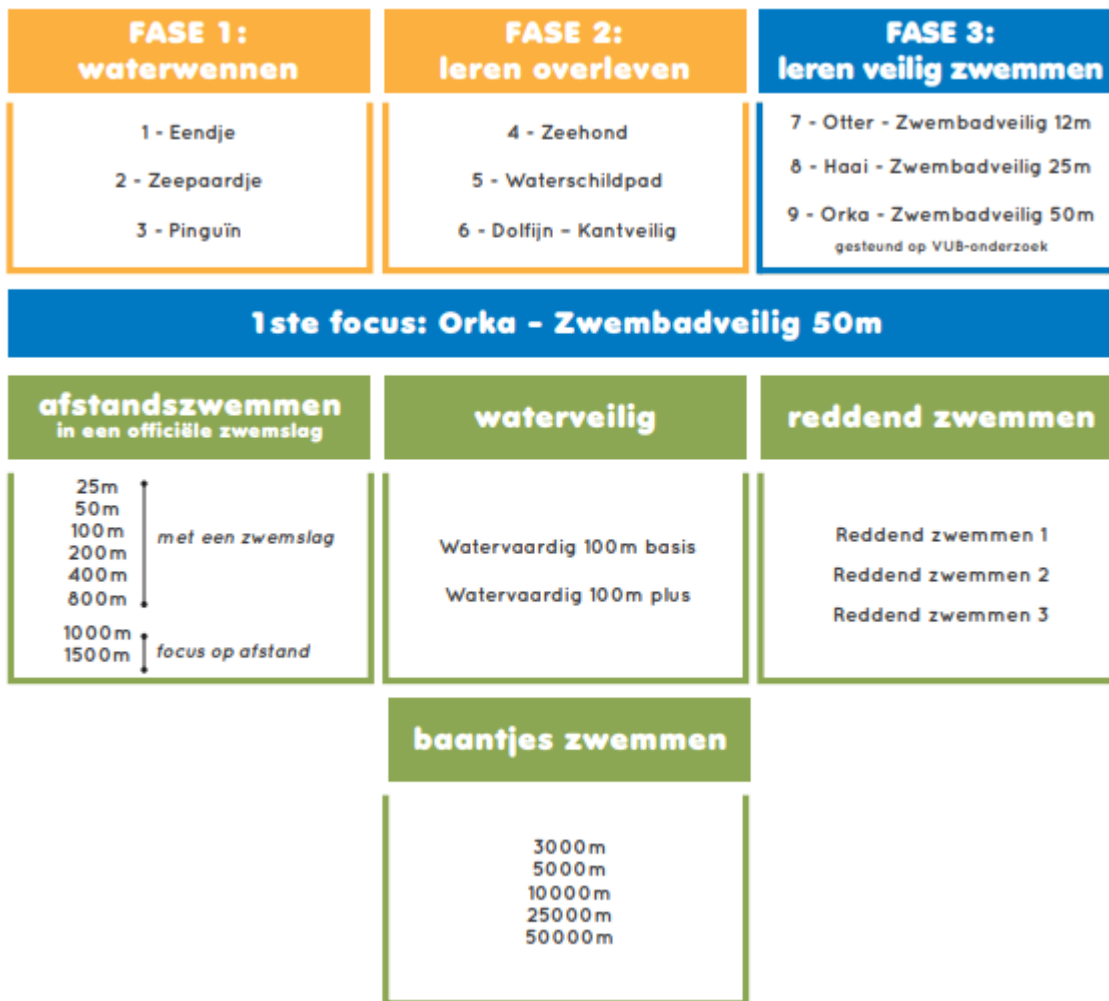 FASE 1:
waterwennen
1 - Eendje
2 - Zeepaardje
3 - Pinguïn
FASE 2:
leren overleven
4 - Zeehond
5 - Waterschildpad
6 - Dolfijn – Kantveilig
FASE 3:
leren veilig zwemmen
7 - Otter - Zwembadveilig 12m
8 - Haai - Zwembadveilig 25m
9 - Orka - Zwembadveilig 50m
gesteund op VUB-onderzoek
1ste focus: Orka – Zwembadveilig 50m
afstandszwemmen
in een officiële zwemslag
25m
50m
100m
200m
400m
800m
met een zwemslag
1000m
1500m
focus op afstand
waterveilig
Watervaardig 100m basis
Watervaardig 100m plus
reddend zwemmen
Reddend zwemmen 1
Reddend zwemmen 2
Reddend zwemmen 3
baantjes zwemmen
3000m
5000m
10000m
25000m
50000m